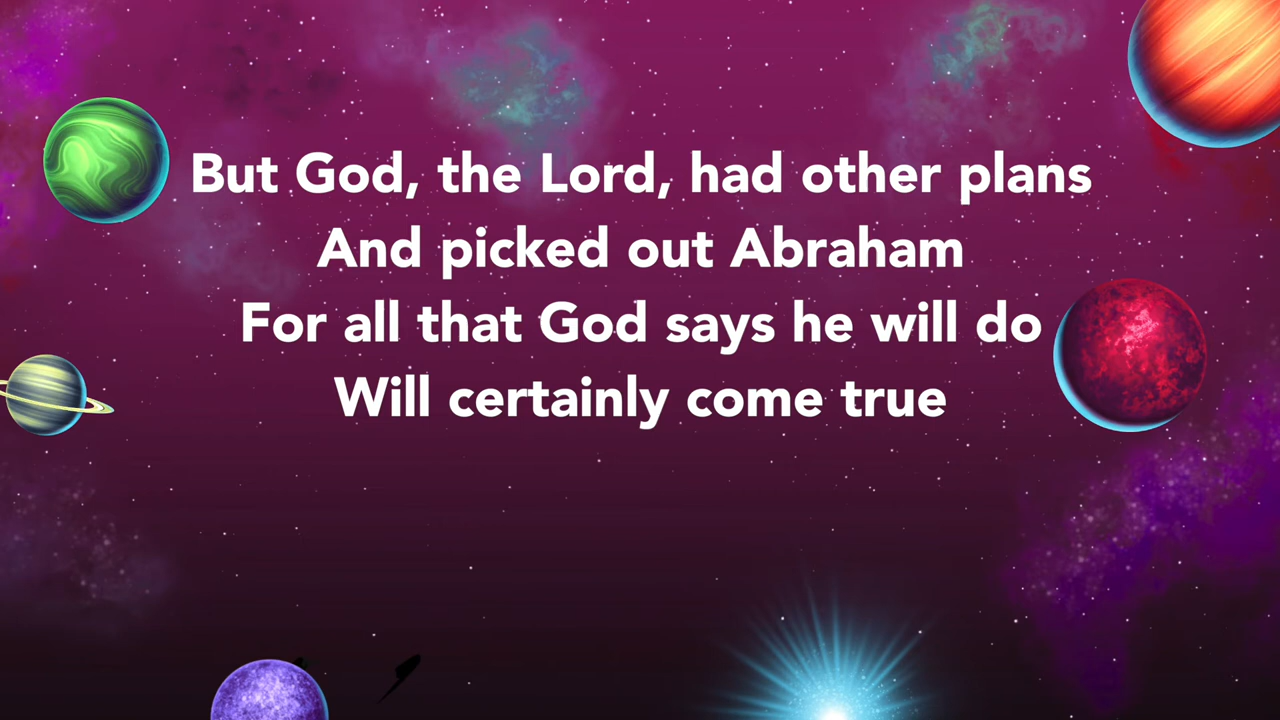 But God, the Lord, had other plans
And picked out Abraham
For all that God says he will do
Will certainly come true